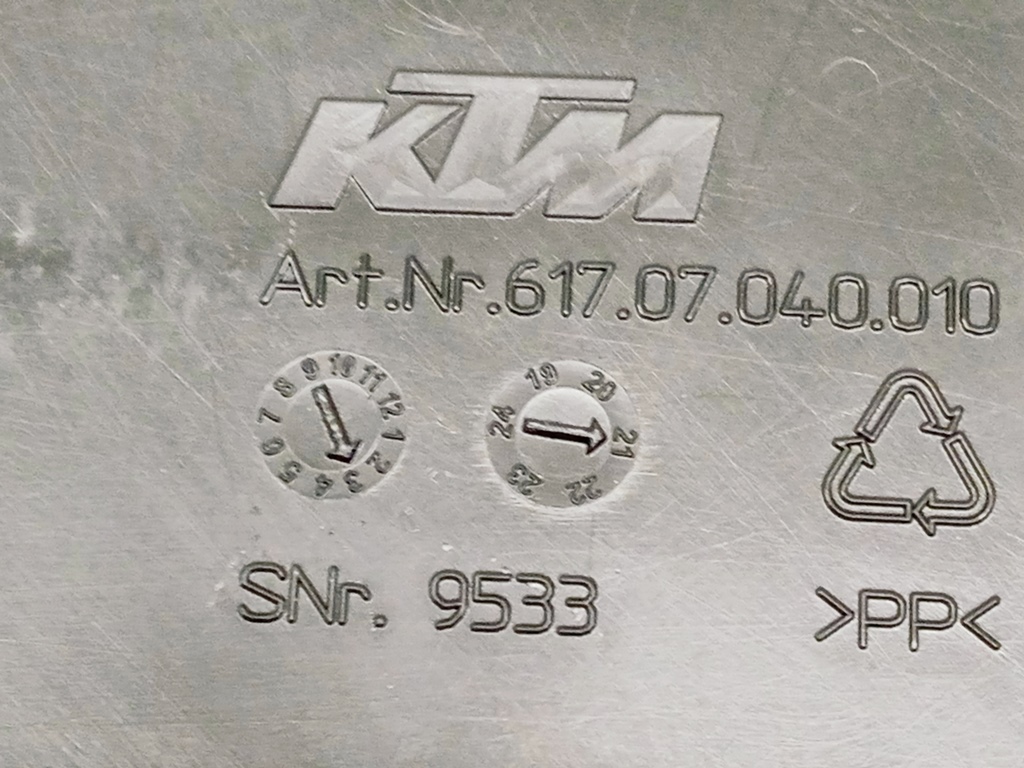 KTM
Art.Nr.617.07.040.010
1 2 3 4 5 6 7 8 9 10 11 12
19 20 21 22 23 24
SNr. 9533
>PP<